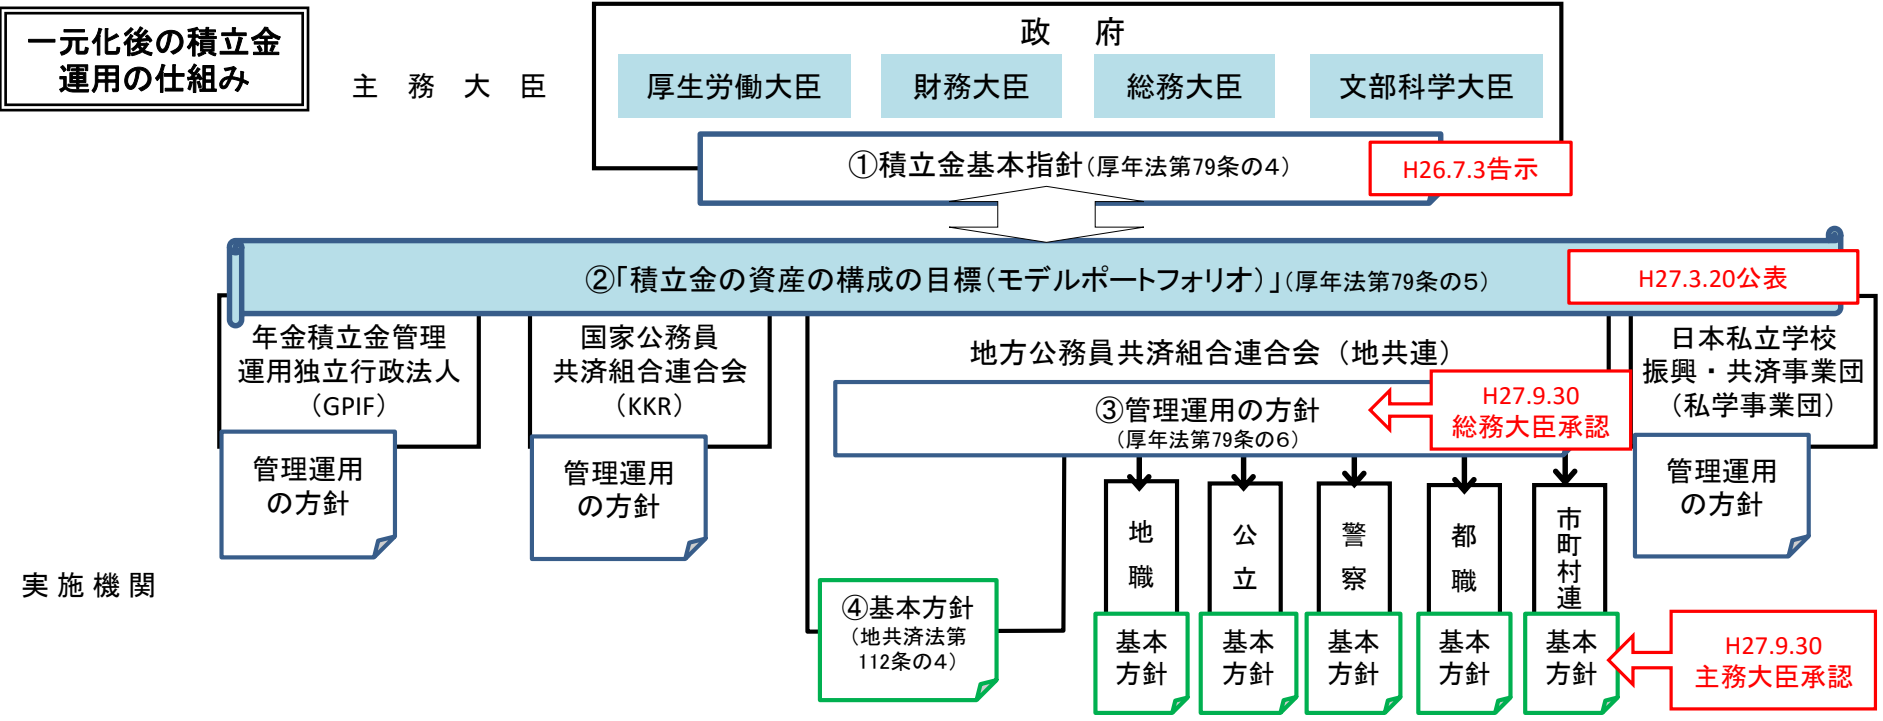 一元化後の積立金
運用の仕組み
主務大臣
政府
厚生労働大臣
財務大臣
総務大臣
文部科学大臣
①積立金基本指針（厚年法第79条の4）
H26.7.3告示
②「積立金の資産の構成の目標（モデルポートフォリオ）」（厚年法第79条の5）
H27.3.20公表
年金積立金管理
運用独立行政法人
（GPIF）
管理運用
の方針
国家公務員
共済組合連合会
（KKR）
管理運用
の方針
地方公務員共済組合連合会（地共連）
③管理運用の方針
（厚年法第79条の6）
H27.9.30
総務大臣承認
日本私立学校
振興・共済事業団
（私学事業団）
管理運用
の方針
実施機関
④基本方針
（地共済法第
112条の4）
地職
公立
警察
都職
市町村連
基本
方針
基本
方針
基本
方針
基本
方針
基本
方針
H27.9.30
主務大臣承認